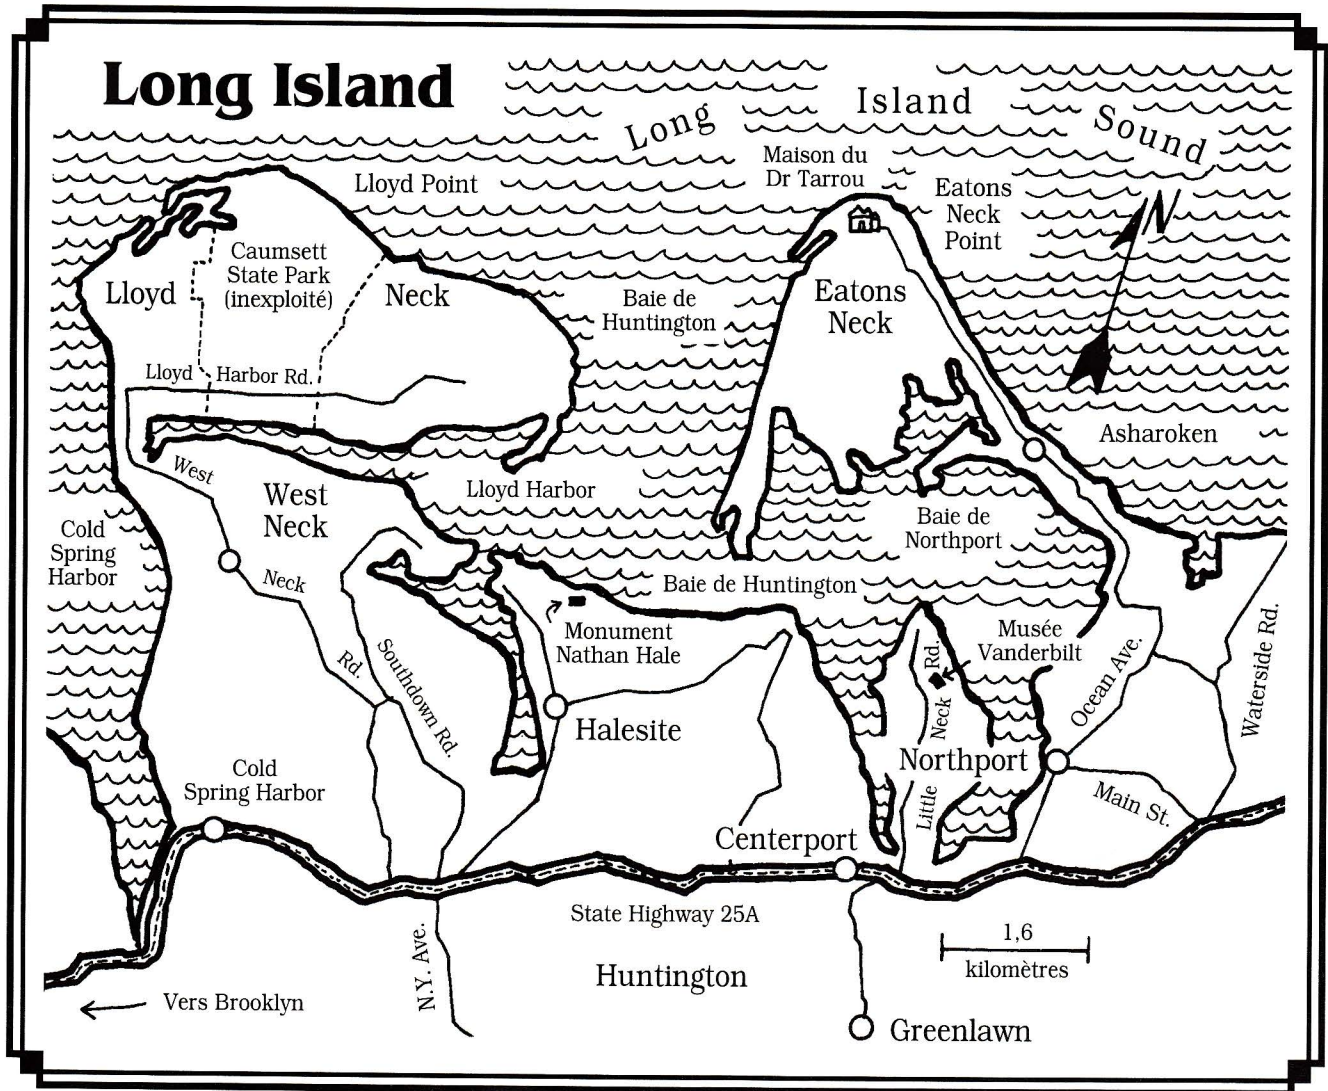 Long Island
Long Island Sound
Maison du
Dr Tarrou
Lloyd Point
Eatons
Neck
Point
N
Caumsett
State Park
(inexploité)
Lloyd Neck
Baie de
Huntington
Eatons
Neck
Lloyd Harbor Rd.
Asharoken
West Neck Rd.
West
Neck
Lloyd Harbor
Cold
Spring
Harbor
Baie de
Northport
Baie de Huntington
Monument
Nathan Hale
Musée
Vanderbilt
Southdown Rd.
Little Neck Rd.
Ocean Ave.
Waterside Rd.
Halesite
Northport
Cold
Spring Harbor
Main St.
Centerport
State Highway 25A
1,6
kilomètres
N.Y. Ave.
Huntington
Vers Brooklyn
Greenlawn